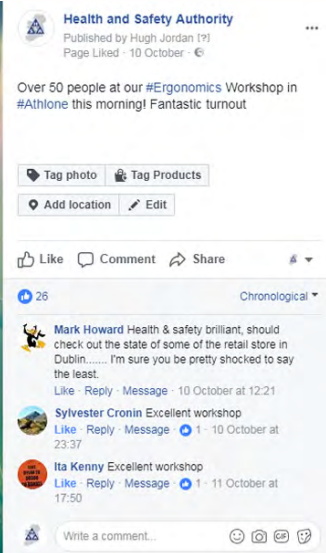 Health and Safety Authority
Published by Hugh Jordan [?]
Page Liked · 10 October ·
Over 50 people at our #Ergonomics Workshop in
#Athlone this morning! Fantastic turnout
Tag photo
Tag Products
Add location
Edit
Like Comment Share
26
Chronological
Mark Howard Health & safety brilliant, should
check out the state of some of the retail store in
Dublin....... I'm sure you be pretty shocked to say
the least.
Like · Reply · Message · 10 October at 12:21
Sylvester Cronin Excellent workshop
Like · Reply · Message · 1 · 10 October at
23:37
Ita Kenny Excellent workshop
Like · Reply · Message · 1 · 11 October at
17:50
Write a comment...
GIF